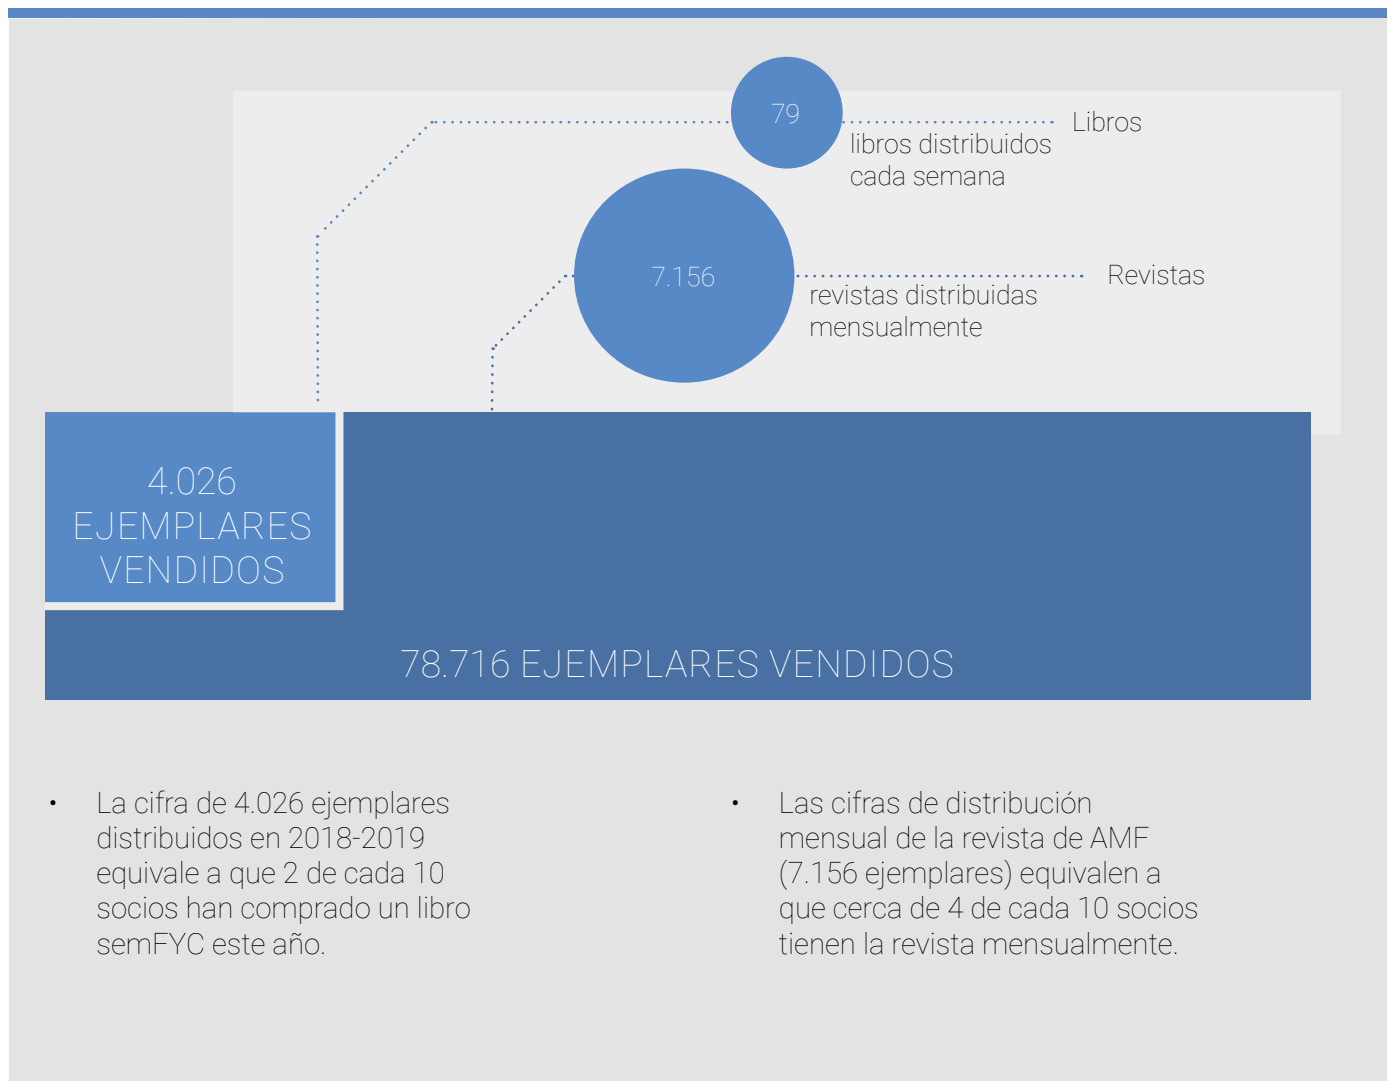 79
Libros
libros distribuidos
cada semana
7.156
Revistas
revistas distribuidas
mensualmente
4.026
EJEMPLARES
VENDIDOS
78.716 EJEMPLARES VENDIDOS
• La cifra de 4.026 ejemplares
distribuidos en 2018-2019
equivale a que 2 de cada 10
socios han comprado un libro
semFYC este año.
• Las cifras de distribución
mensual de la revista de AMF
(7.156 ejemplares) equivalen a
que cerca de 4 de cada 10 socios
tienen la revista mensualmente.